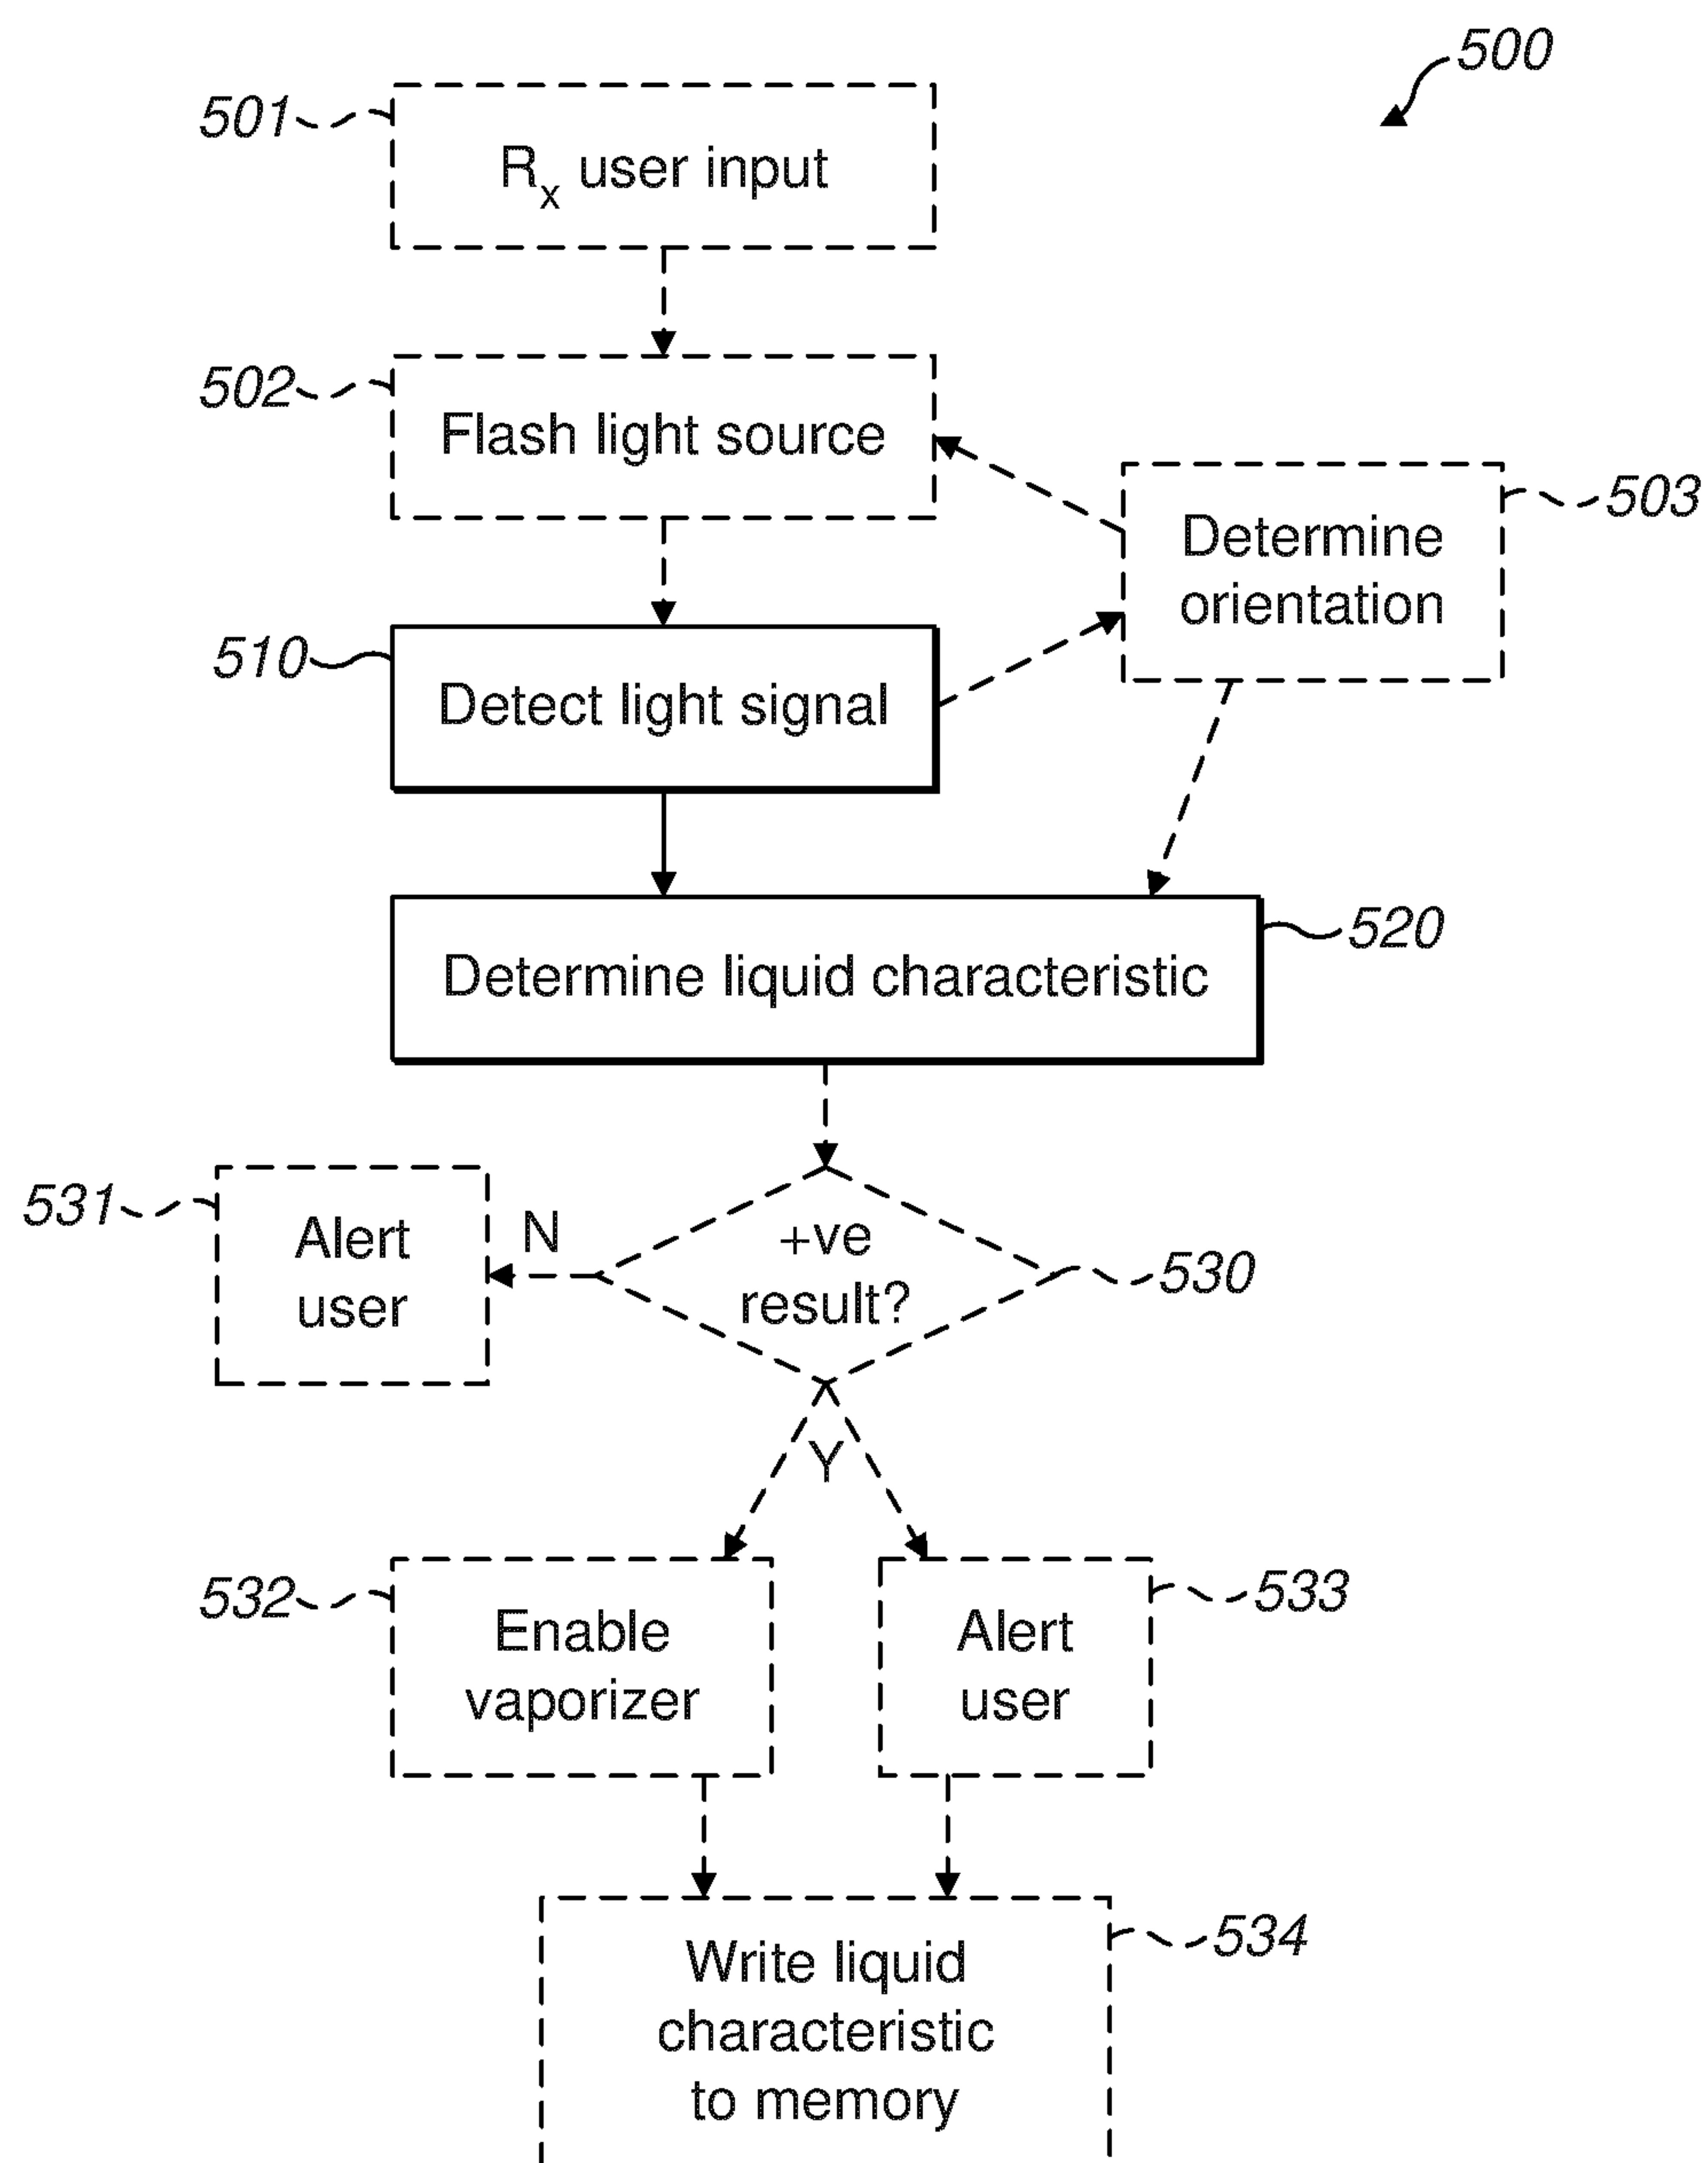 500
501
Rx user input
502
Flash light source
503
Determine
orientation
510
Detect light signal
520
Determine liquid characteristic
531
Alert
user
N
+ve
result?
530
Y
532
Enable
vaporizer
533
Alert
user
534
Write liquid
characteristic
to memory